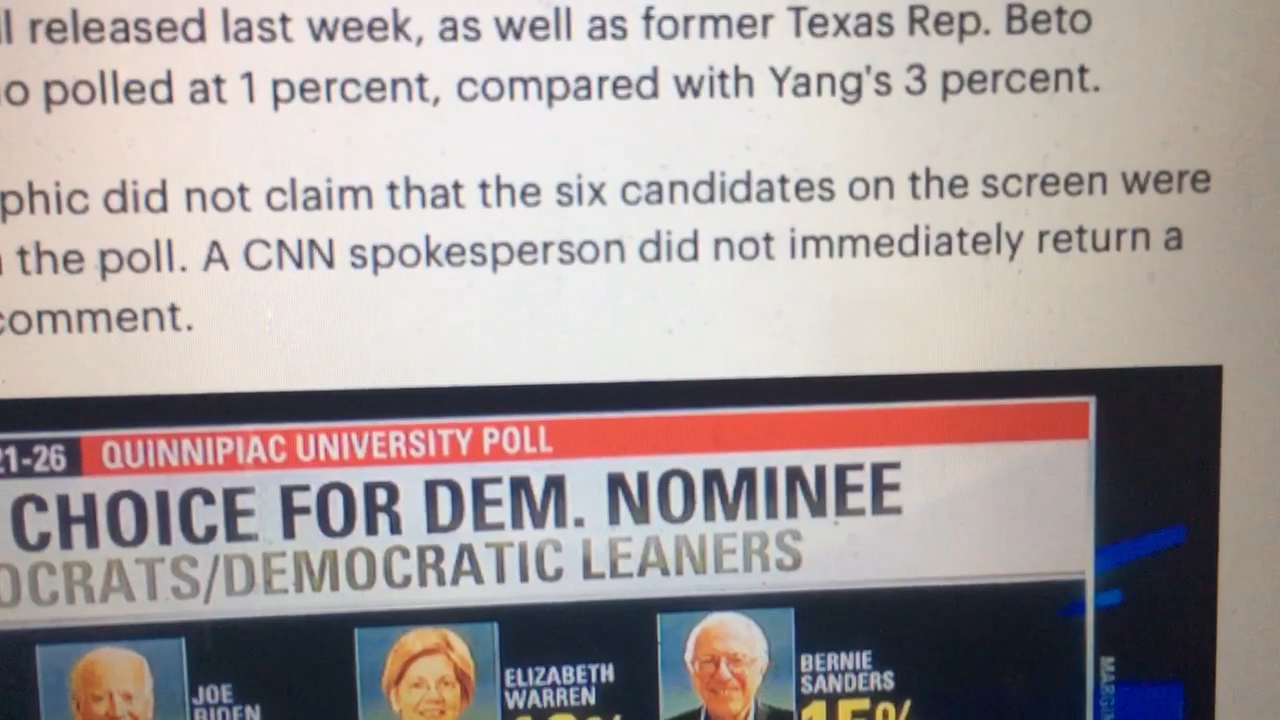 released last week, as well as former Texas Rep. Beto
polled at 1 percent, compared with Yang's 3 percent.
did not claim that the six candidates on the screen were
the poll. A CNN spokesperson did not immediately return a
comment.
21-26 QUINNIPIAC UNIVERSITY POLL
CHOICE FOR DEM. NOMINEE
OCRATS/DEMOCRATIC LEANERS
JOE
BIDEN
ELIZABETH
WARREN
BERNIE
SANDERS
15%